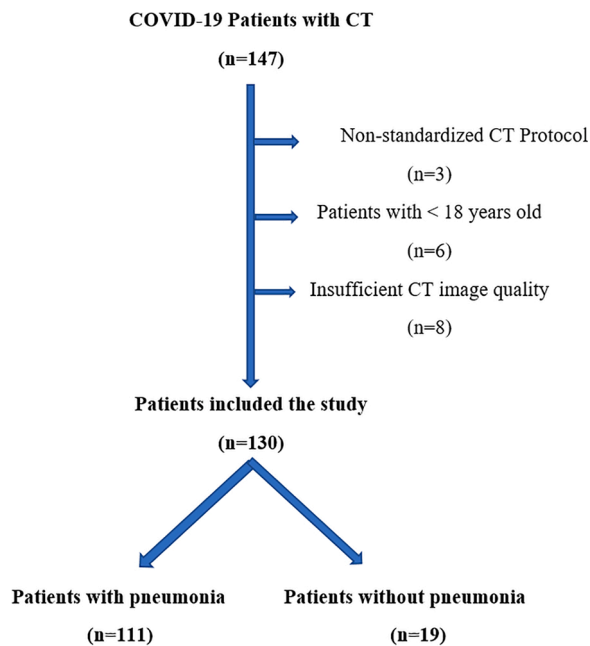 COVID-19 Patients with CT
(n=147)
Non-standardized CT Protocol
(n=3)
Patients with < 18 years old
(n=6)
Insufficient CT image quality
(n=8)
Patients included the study
(n=130)
Patients with pneumonia
(n=111)
Patients without pneumonia
(n=19)